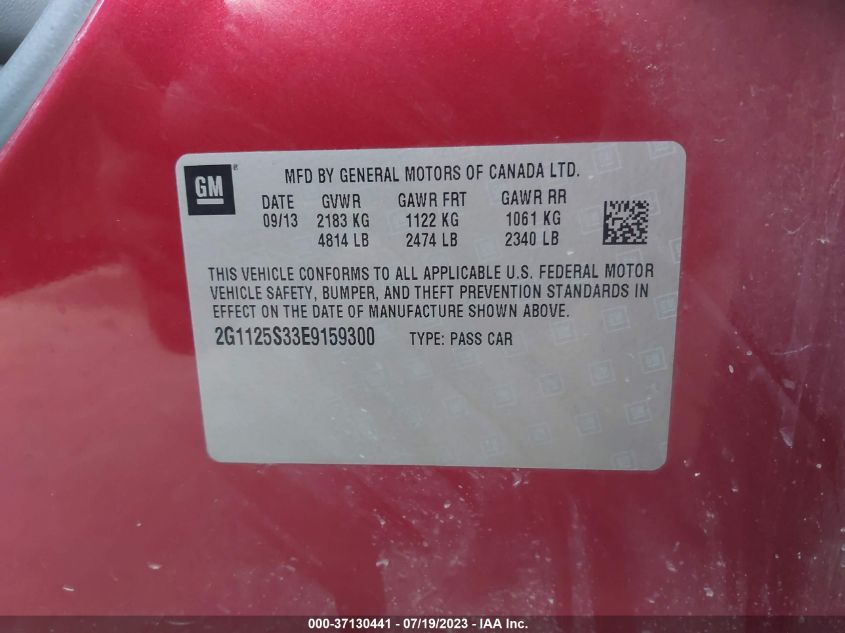 GM
MFD BY GENERAL MOTORS OF CANADA LTD.
DATE GVWR GAWR FRT GAWR RR
09/13 2183 KG 1122 KG 1061 KG
4814 LB 2474 LB 2340 LB
THIS VEHICLE CONFORMS TO ALL APPLICABLE U.S. FEDERAL MOTOR
VEHICLE SAFETY, BUMPER, AND THEFT PREVENTION STANDARDS IN
EFFECT ON THE DATE OF MANUFACTURE SHOWN ABOVE.
2G1125S33E9159300 TYPE: PASS CAR
000-37130441 - 07/19/2023 - IAA Inc.